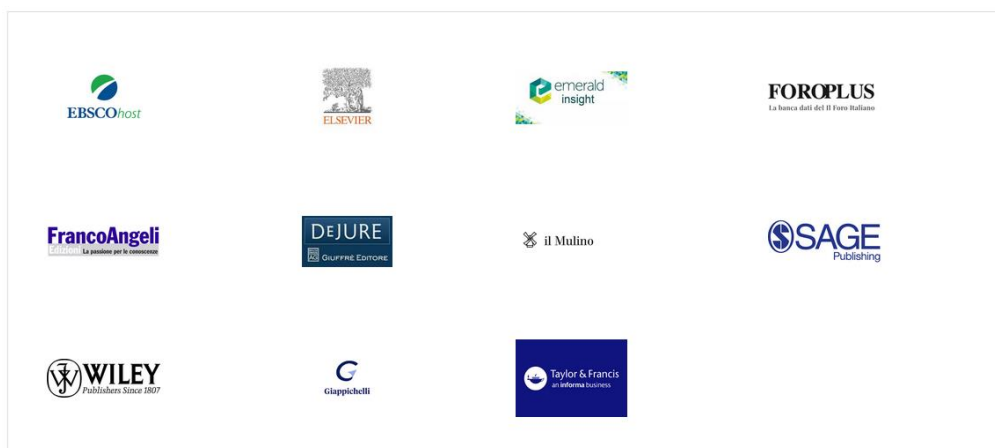 EBSCOhost
ELSEVIER
emerald
insight
FOROPLUS
La banca dati del Il Foro Italiano
FrancoAngeli
Edizioni La passione per le conoscenze
DEJURE
GIUFFRÈ EDITORE
il Mulino
SAGE
Publishing
WILEY
Publishers Since 1807
Giappichelli
Taylor & Francis
an informa business